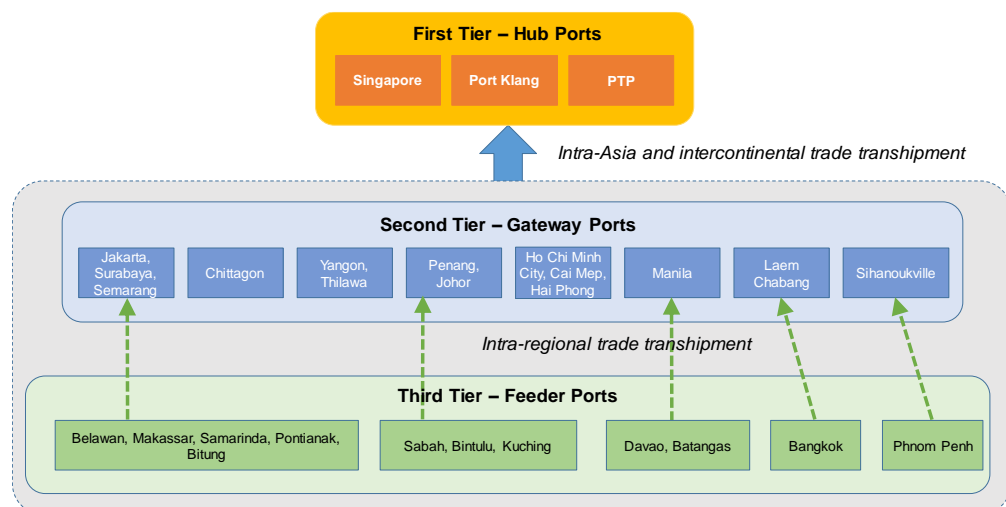 First Tier – Hub Ports
Singapore
Port Klang
PTP
Intra-Asia and intercontinental trade transhipment
Second Tier – Gateway Ports
Jakarta,
Surabaya,
Semarang
Chittagon
Yangon,
Thilawa
Penang,
Johor
Ho Chi Minh
City, Cai Mep,
Hai Phong
Manila
Laem
Chabang
Sihanoukville
Intra-regional trade transhipment
Third Tier – Feeder Ports
Belawan, Makassar, Samarinda, Pontianak,
Bitung
Sabah, Bintulu, Kuching
Davao, Batangas
Bangkok
Phnom Penh